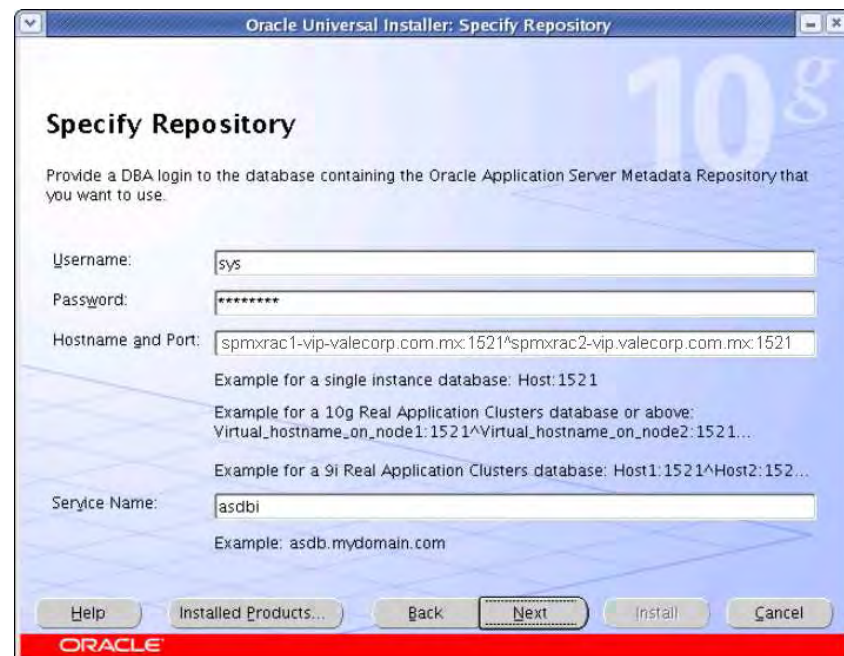 Oracle Universal Installer: Specify Repository
10g
Specify Repository
Provide a DBA login to the database containing the Oracle Application Server Metadata Repository that
you want to use.
Username:
sys
Password:
********
Hostname and Port:
spmxrac1-vip-valecorp.com.mx:1521^spmxrac2-vip.valecorp.com.mx:1521
Example for a single instance database: Host:1521
Example for a 10g Real Application Clusters database or above:
Virtual_hostname_on_node1:1521^Virtual_hostname_on_node2:1521...
Example for a 9i Real Application Clusters database: Host1:1521^Host2:152...
Service Name:
asdbi
Example: asdb.mydomain.com
Help
Installed Products...
Back
Next
Install
Cancel
ORACLE